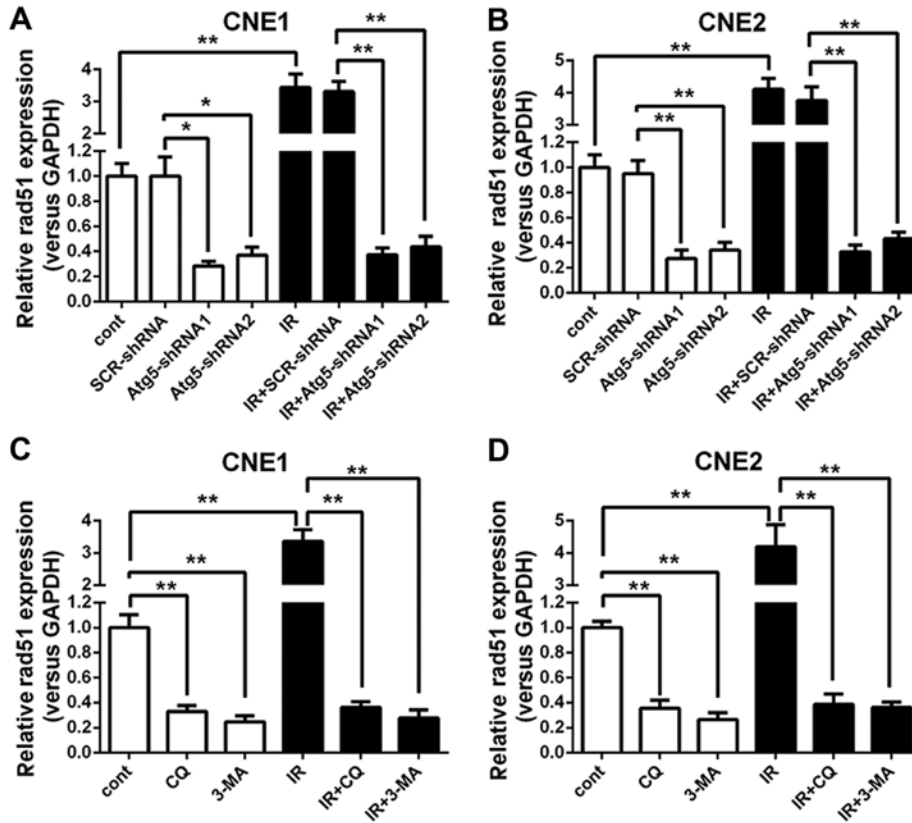 A
CNE1
Relative rad51 expression
(versus GAPDH)
4
3
2
1.2
1.0
0.8
0.6
0.4
0.2
0.0
**
*
*
**
**
cont
SCR-shRNA
Atg5-shRNA1
Atg5-shRNA2
IR
IR+SCR-shRNA
IR+Atg5-shRNA1
IR+Atg5-shRNA2
B
CNE2
Relative rad51 expression
(versus GAPDH)
5
4
3
2
1.2
1.0
0.8
0.6
0.4
0.2
0.0
**
**
**
**
**
cont
SCR-shRNA
Atg5-shRNA1
Atg5-shRNA2
IR
IR+SCR-shRNA
IR+Atg5-shRNA1
IR+Atg5-shRNA2
C
CNE1
Relative rad51 expression
(versus GAPDH)
4
3
2
1.2
1.0
0.8
0.6
0.4
0.2
0.0
**
**
**
**
**
cont
CQ
3-MA
IR
IR+CQ
IR+3-MA
D
CNE2
Relative rad51 expression
(versus GAPDH)
5
4
3
2
1.2
1.0
0.8
0.6
0.4
0.2
0.0
**
**
**
**
**
cont
CQ
3-MA
IR
IR+CQ
IR+3-MA